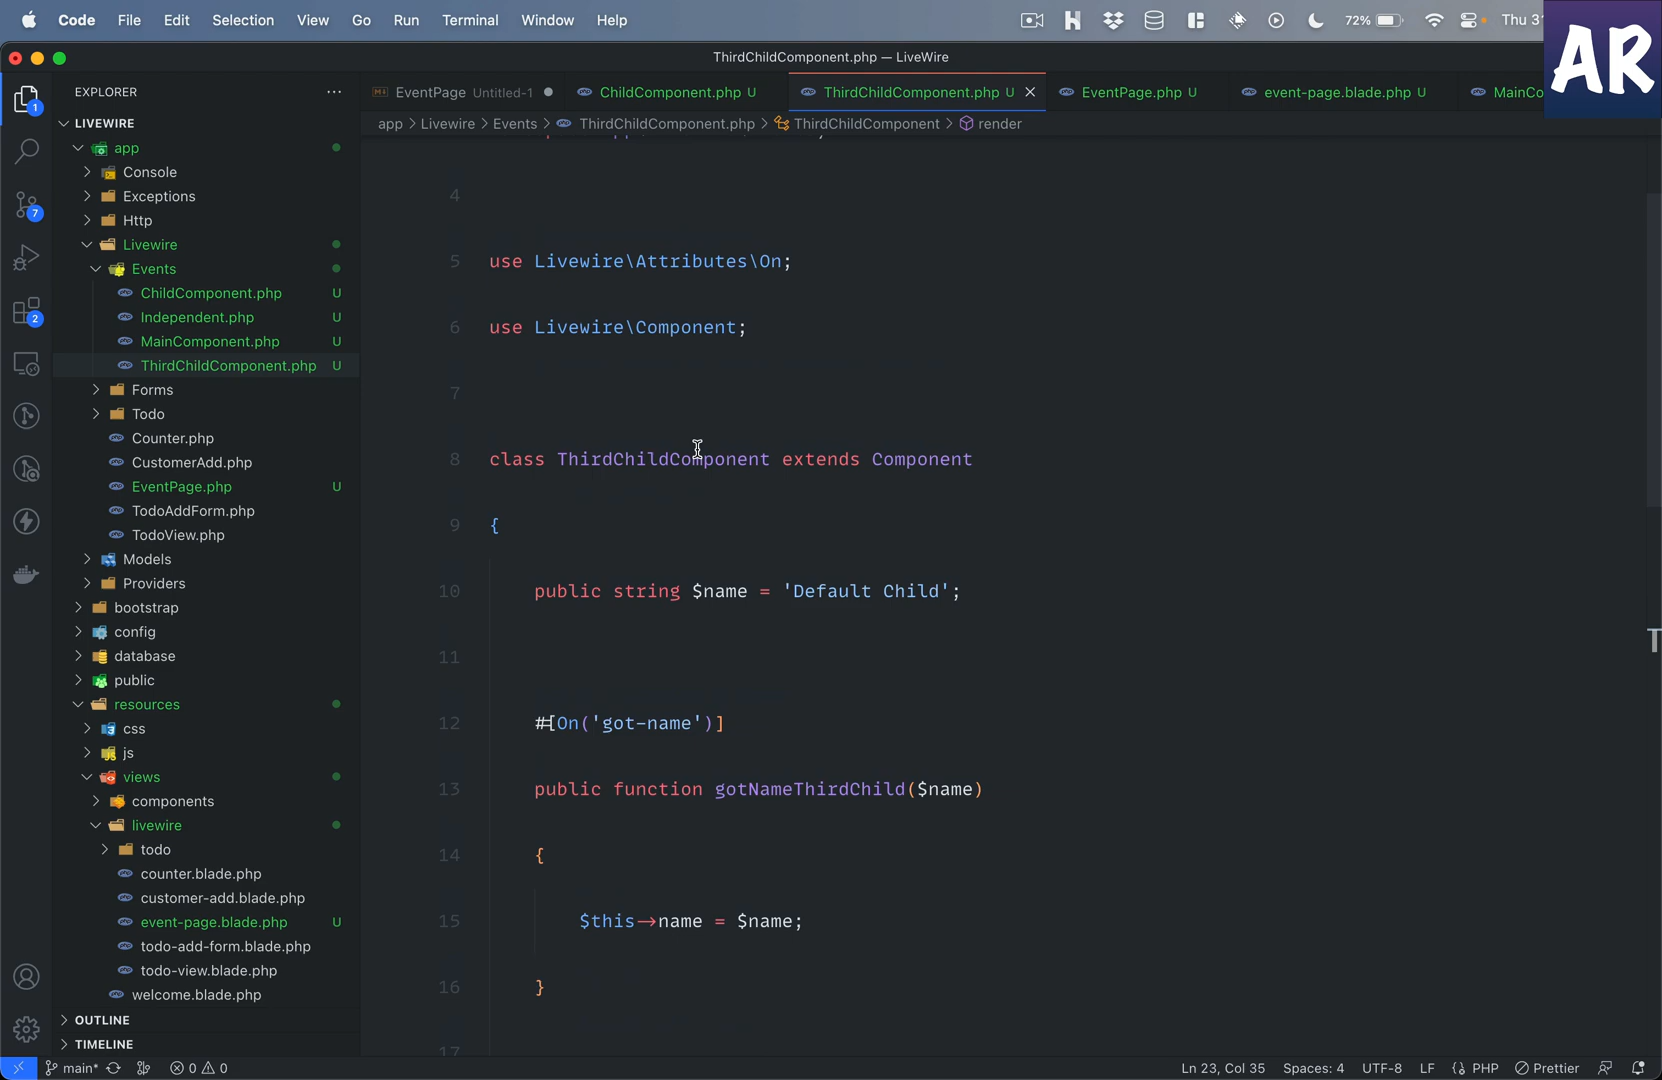 Code File Edit Selection View Go Run Terminal Window Help 72% Thu 31
AR
ThirdChildComponent.php — LiveWire
EXPLORER
EventPage Untitled-1
ChildComponent.php U
ThirdChildComponent.php U
EventPage.php U
event-page.blade.php U
MainCo
app > Livewire > Events > ThirdChildComponent.php > ThirdChildComponent > render
1
7
2
LIVEWIRE
app
Console
Exceptions
Http
Livewire
Events
ChildComponent.php U
Independent.php U
MainComponent.php U
ThirdChildComponent.php U
Forms
Todo
Counter.php
CustomerAdd.php
EventPage.php U
TodoAddForm.php
TodoView.php
Models
Providers
bootstrap
config
database
public
resources
css
js
views
components
livewire
todo
counter.blade.php
customer-add.blade.php
event-page.blade.php U
todo-add-form.blade.php
todo-view.blade.php
welcome.blade.php
OUTLINE
TIMELINE
4
5 use Livewire\Attributes\On;
6 use Livewire\Component;
7
8 class ThirdChildComponent extends Component
9 {
10 public string $name = 'Default Child';
11
12 #[On('got-name')]
13 public function gotNameThirdChild($name)
14 {
15 $this->name = $name;
16 }
17
main* 0 0 Ln 23, Col 35 Spaces: 4 UTF-8 LF PHP Prettier